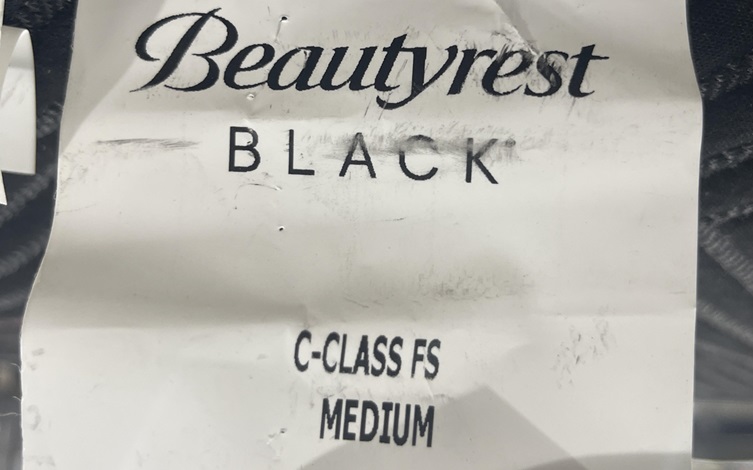 Beautyrest
BLACK
C-CLASS FS
MEDIUM